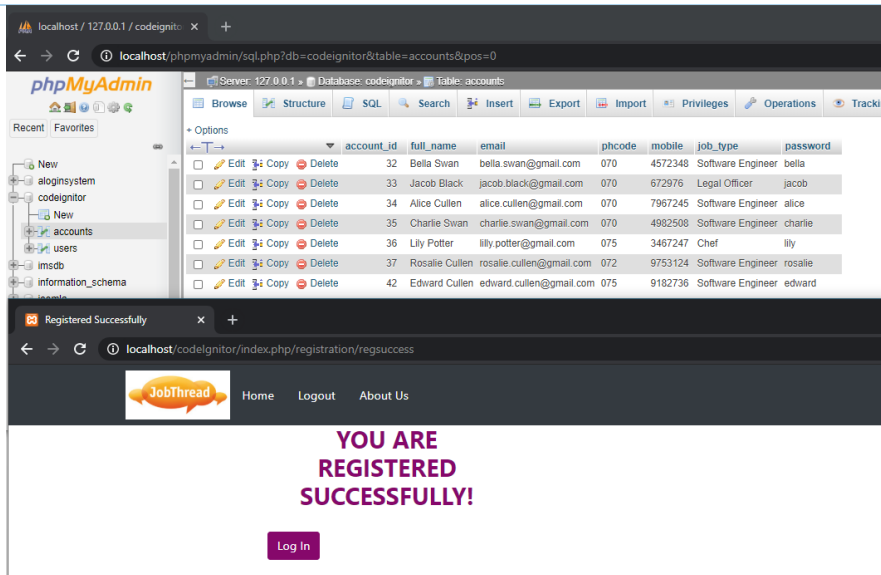 localhost / 127.0.0.1 / codeignito
localhost/phpmyadmin/sql.php?db=codeignitor&table=accounts&pos=0
phpMyAdmin
Recent Favorites
New
aloginsystem
codeignitor
New
accounts
users
imsdb
information_schema
Server: 127.0.0.1 » Database: codeignitor » Table: accounts
Browse Structure SQL Search Insert Export Import Privileges Operations Tracki
+ Options
account_id full_name email phcode mobile job_type password
Edit Copy Delete 32 Bella Swan bella.swan@gmail.com 070 4572348 Software Engineer bella
Edit Copy Delete 33 Jacob Black jacob.black@gmail.com 070 672976 Legal Officer jacob
Edit Copy Delete 34 Alice Cullen alice.cullen@gmail.com 070 7967245 Software Engineer alice
Edit Copy Delete 35 Charlie Swan charlie.swan@gmail.com 070 4982508 Software Engineer charlie
Edit Copy Delete 36 Lily Potter lilly.potter@gmail.com 075 3467247 Chef lily
Edit Copy Delete 37 Rosalie Cullen rosalie.cullen@gmail.com 072 9753124 Software Engineer rosalie
Edit Copy Delete 42 Edward Cullen edward.cullen@gmail.com 075 9182736 Software Engineer edward
Registered Successfully
localhost/codeIgnitor/index.php/registration/regsuccess
JobThread Home Logout About Us
YOU ARE
REGISTERED
SUCCESSFULLY!
Log In